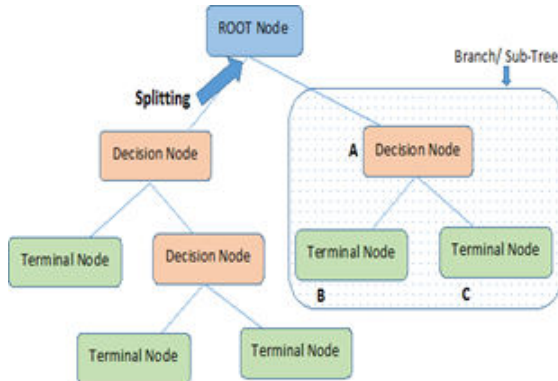 ROOT Node
Branch/ Sub-Tree
Splitting
Decision Node
A Decision Node
Terminal Node
Decision Node
Terminal Node
Terminal Node
B
C
Terminal Node
Terminal Node